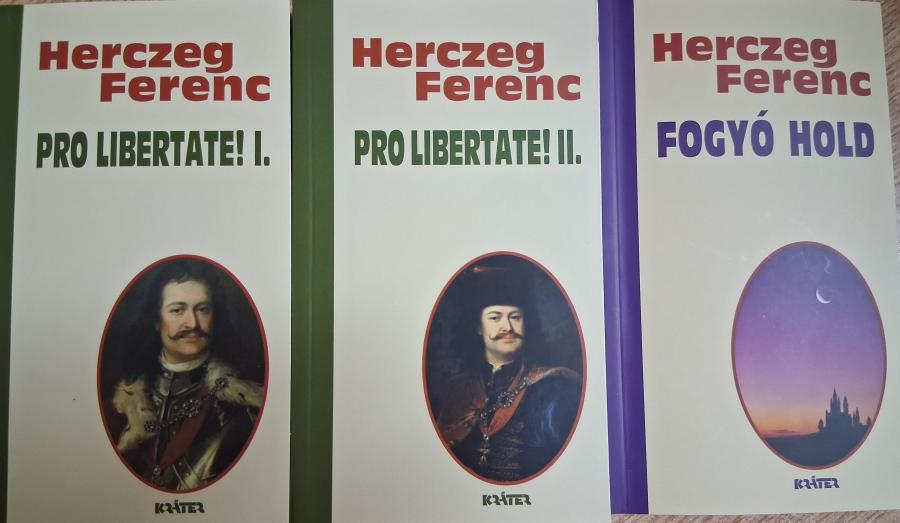 Herczeg
Ferenc
PRO LIBERTATE! I.
KRÁTER
Herczeg
Ferenc
PRO LIBERTATE! II.
KRÁTER
Herczeg
Ferenc
FOGYÓ HOLD
KRÁTER